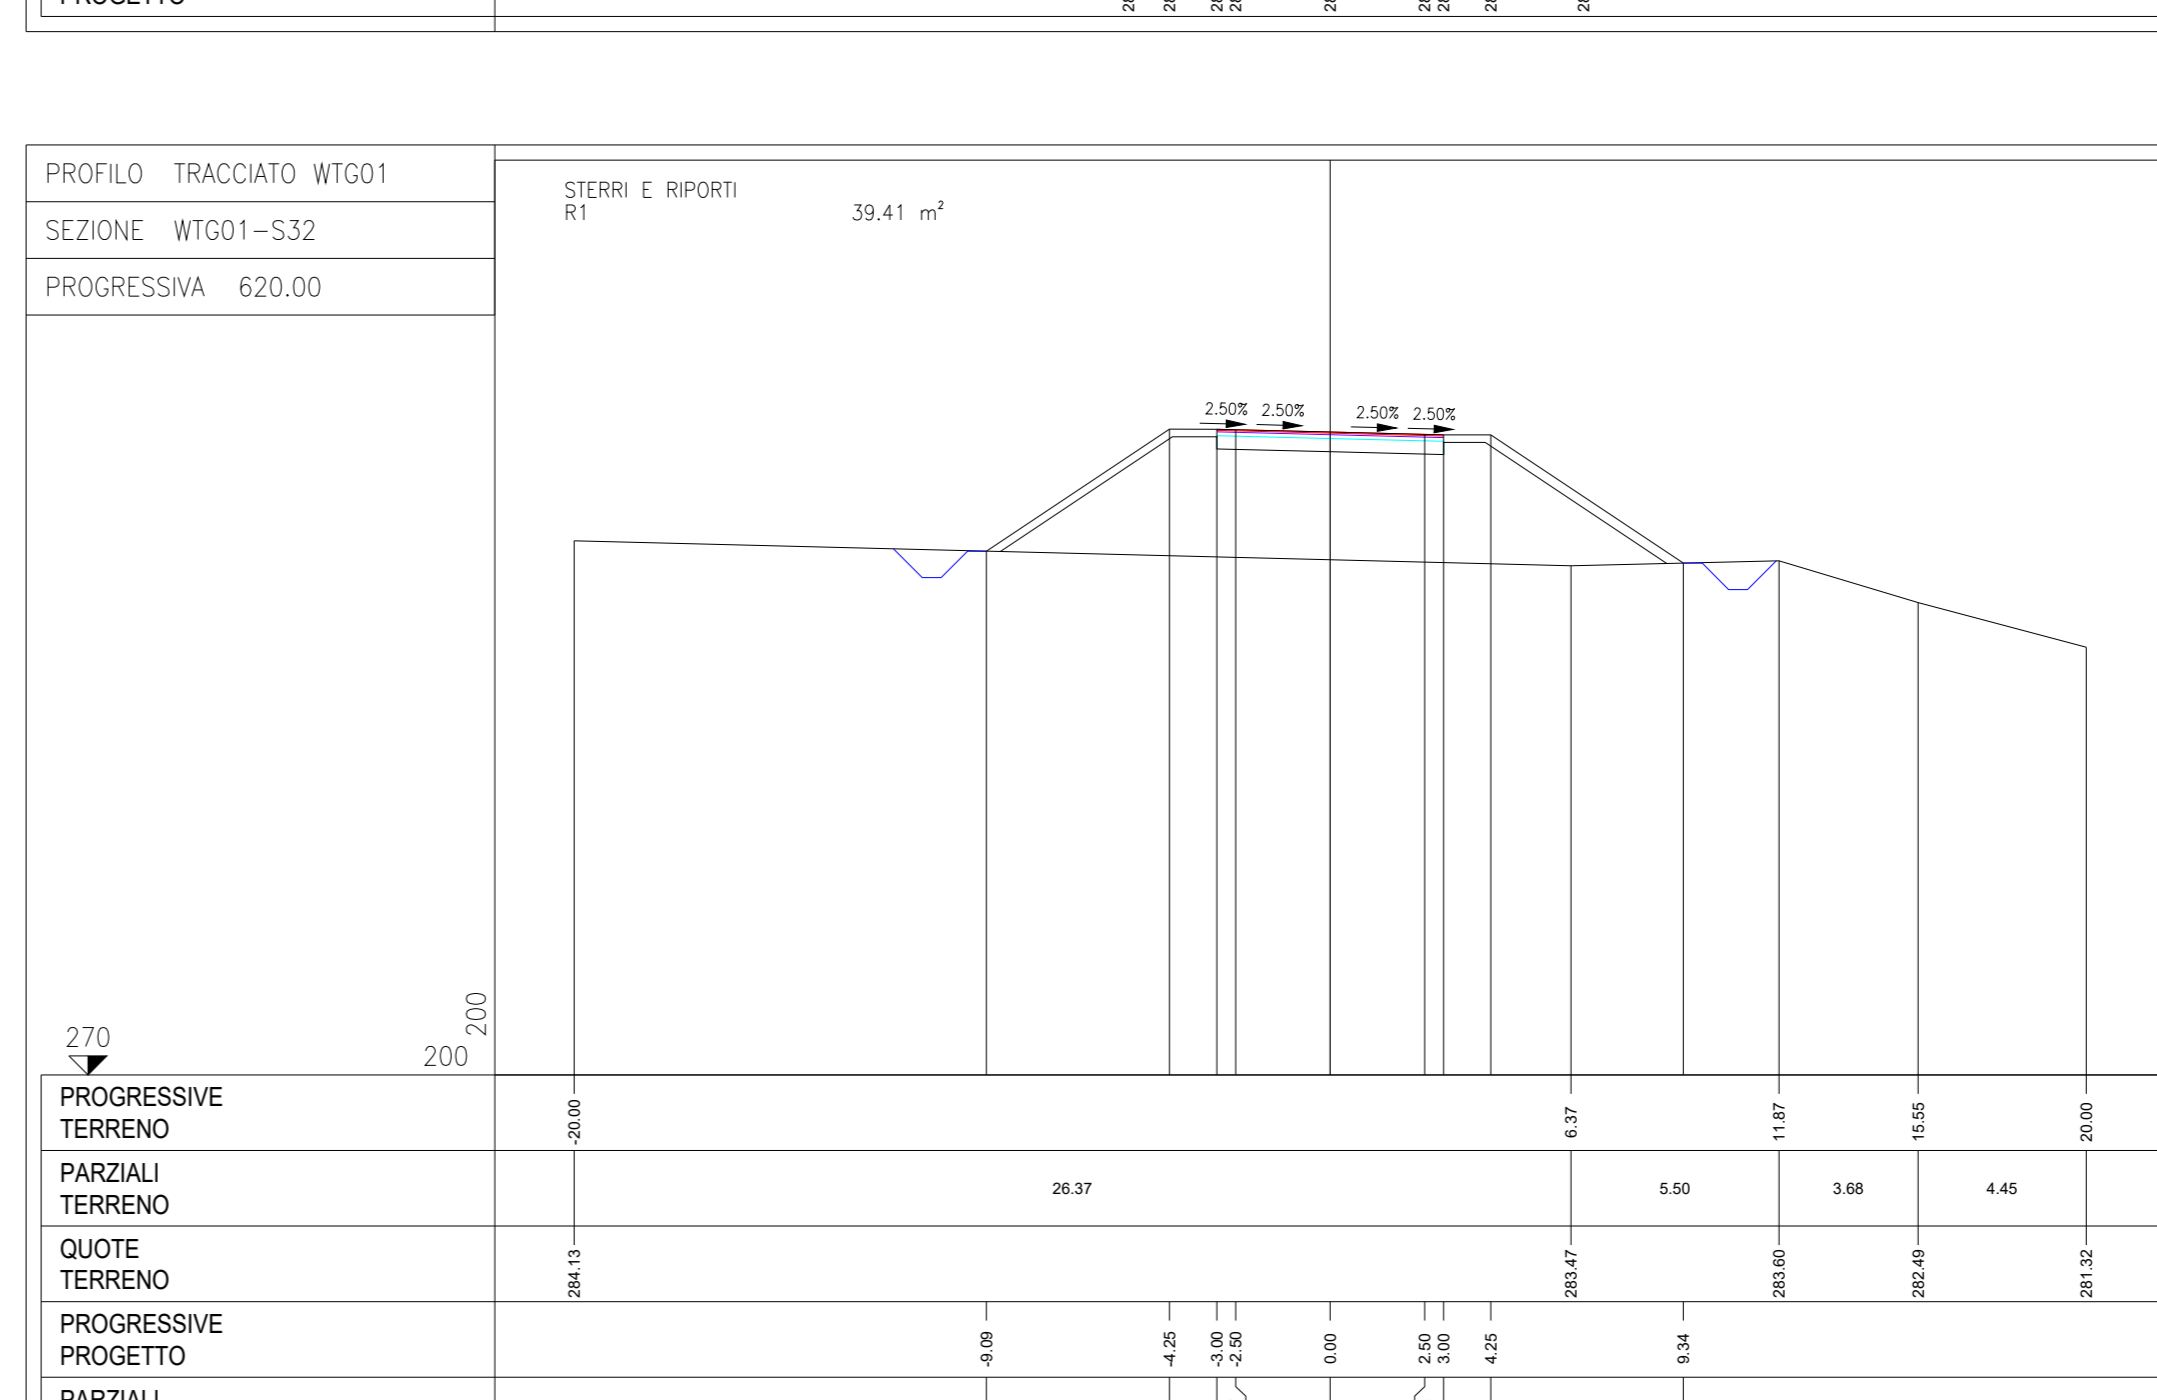 PROFILO TRACCIATO WTG01
SEZIONE WTG01-S32
PROGRESSIVA 620.00
STERRI E RIPORTI
R1 39.41 m²
2.50% 2.50% 2.50% 2.50%
270
200
200
PROGRESSIVE
TERRENO
-20.00 6.37 11.87 15.55 20.00
PARZIALI
TERRENO
26.37 5.50 3.68 4.45
QUOTE
TERRENO
284.13 283.47 283.60 282.49 281.32
PROGRESSIVE
PROGETTO
-9.09 -4.25 -3.00 -2.50 0.00 2.50 3.00 4.25 9.34